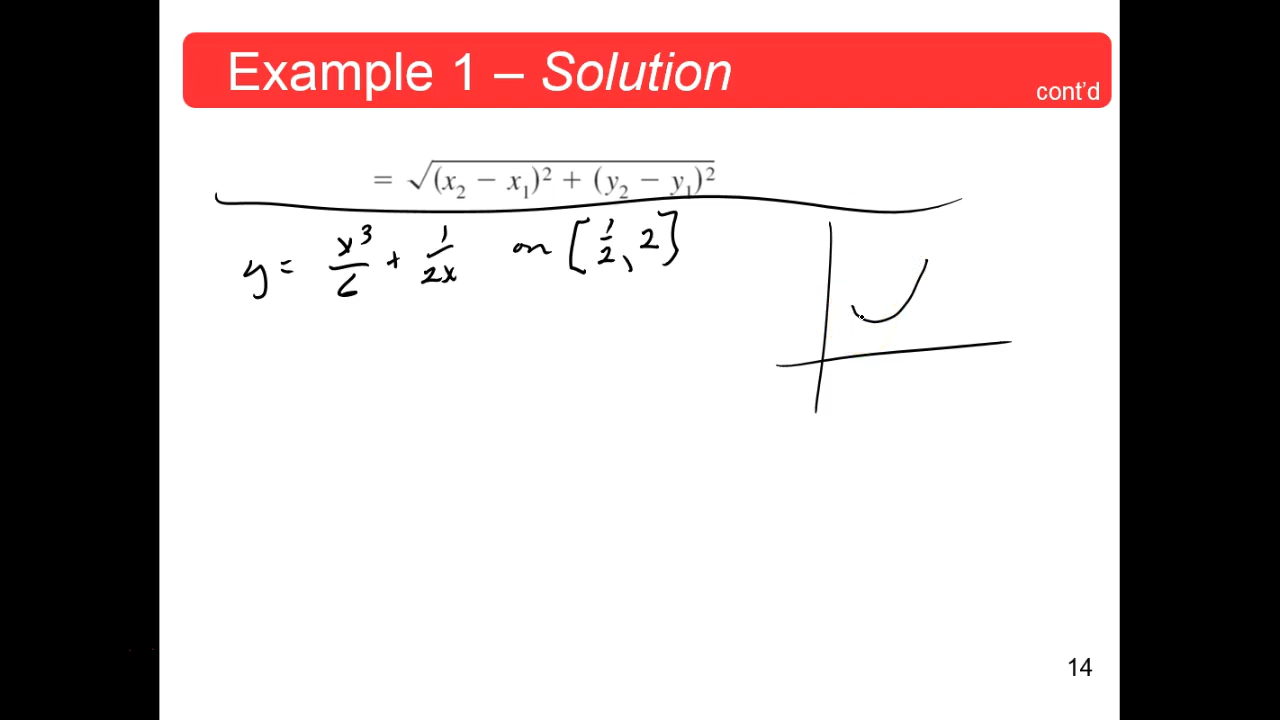 Example 1 – Solution
cont'd
= √(x₂ − x₁)² + (y₂ − y₁)²
y = x³/6 + 1/2x on [1/2, 2]
14